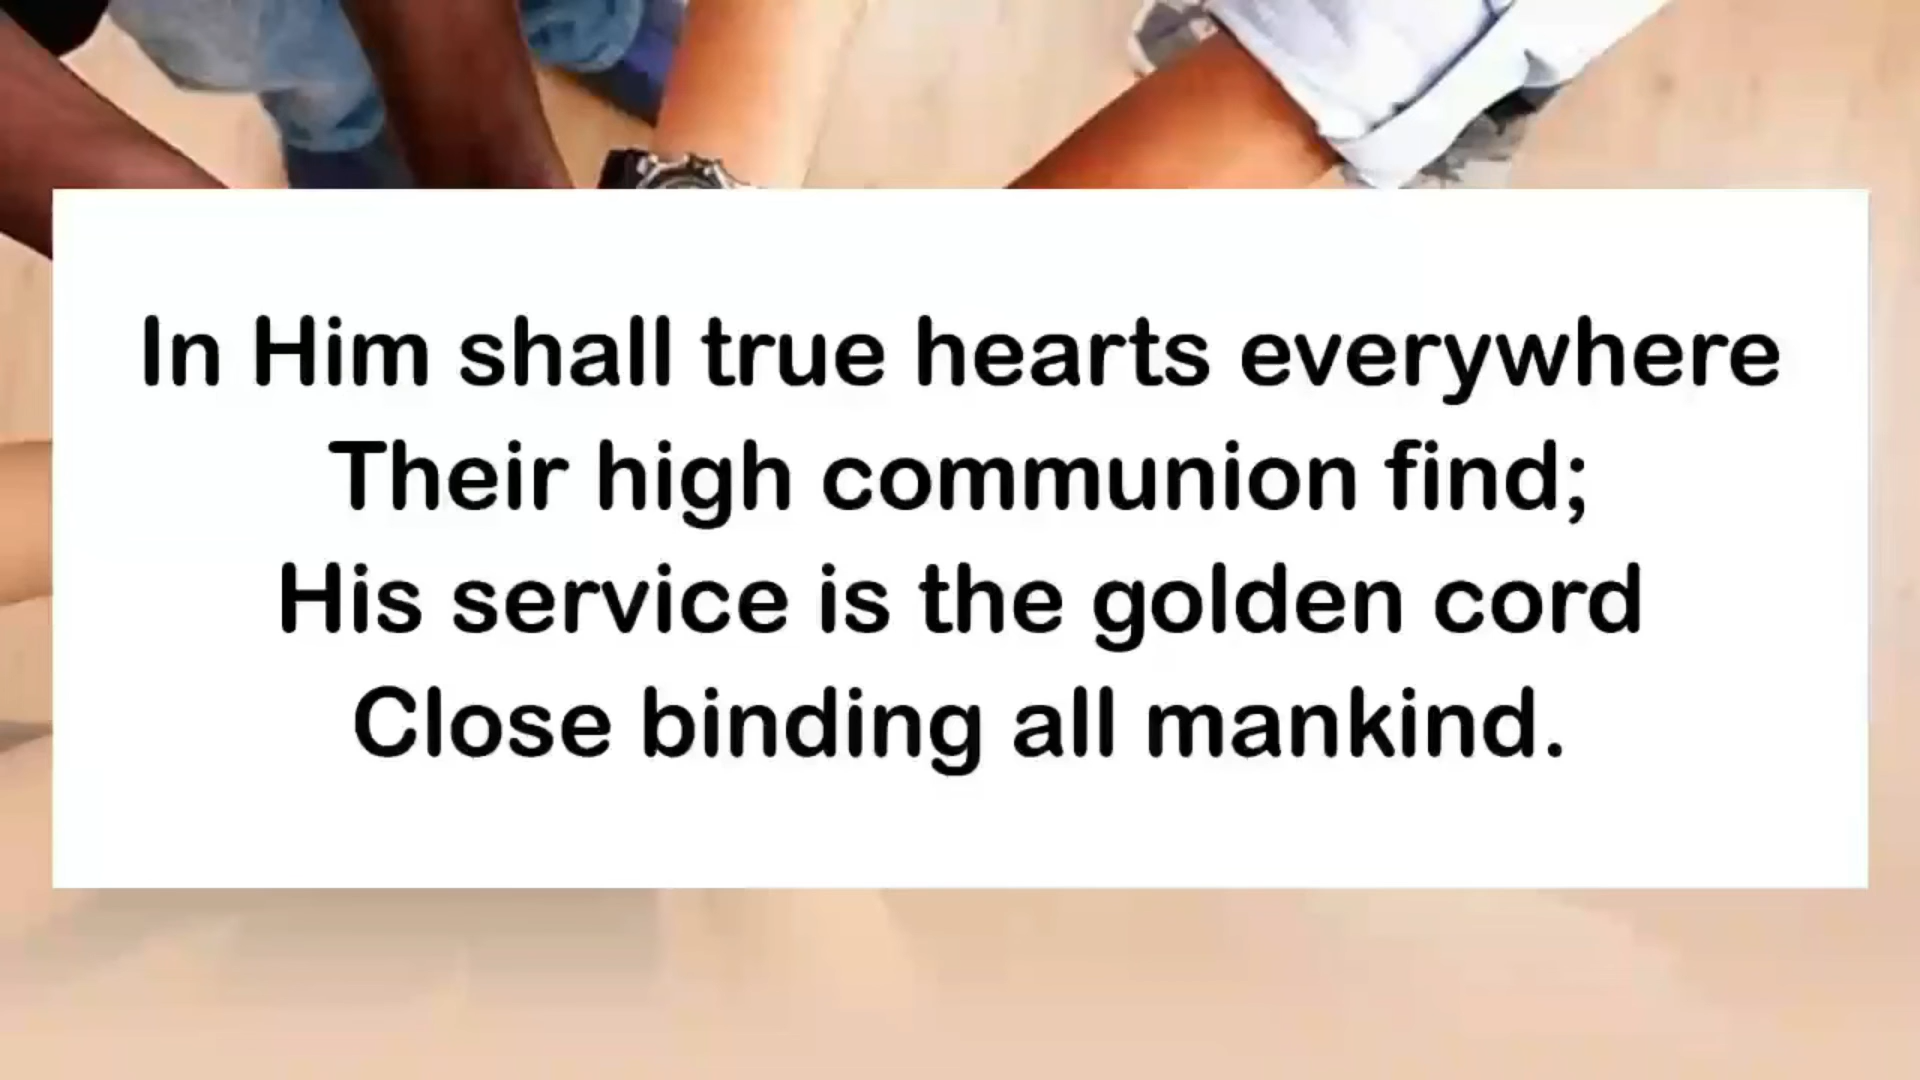 In Him shall true hearts everywhere
Their high communion find;
His service is the golden cord
Close binding all mankind.